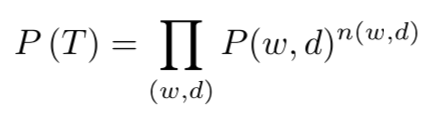 P (T) = ∏_{(w,d)} P(w, d)^{n(w,d)}